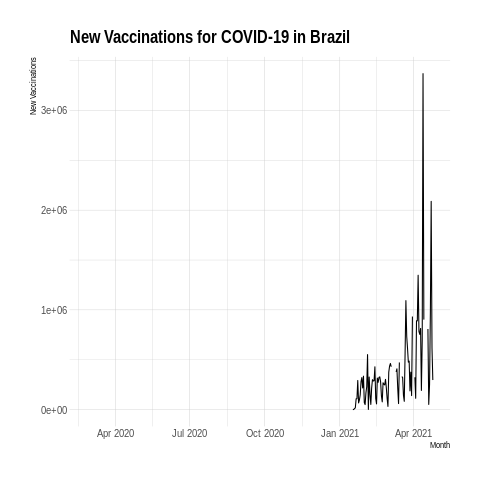 New Vaccinations for COVID-19 in Brazil
New Vaccinations
3e+06
2e+06
1e+06
0e+00
Apr 2020 Jul 2020 Oct 2020 Jan 2021 Apr 2021
Month